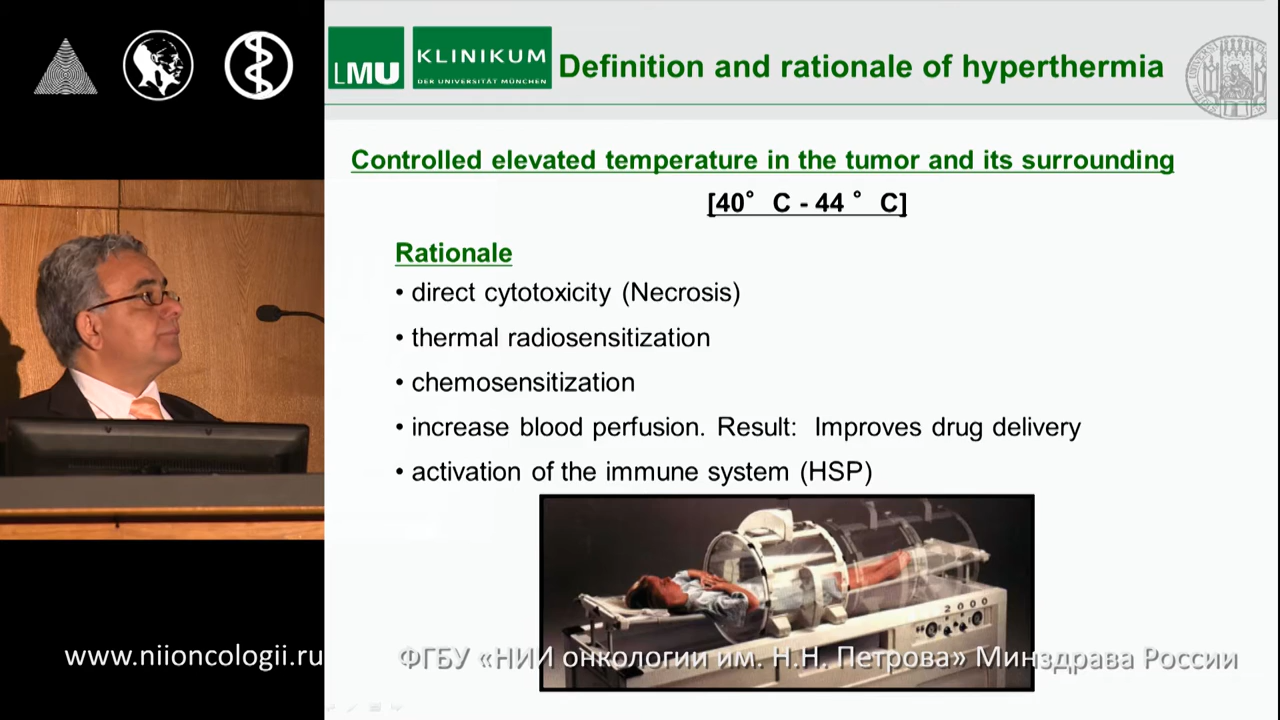 LMU
KLINIKUM
DER UNIVERSITÄT MÜNCHEN
Definition and rationale of hyperthermia
Controlled elevated temperature in the tumor and its surrounding
[40° C - 44 ° C]
Rationale
• direct cytotoxicity (Necrosis)
• thermal radiosensitization
• chemosensitization
• increase blood perfusion. Result: Improves drug delivery
• activation of the immune system (HSP)
2000
www.niioncologii.ru
ФГБУ «НИИ онкологии им. Н.Н. Петрова» Минздрава России